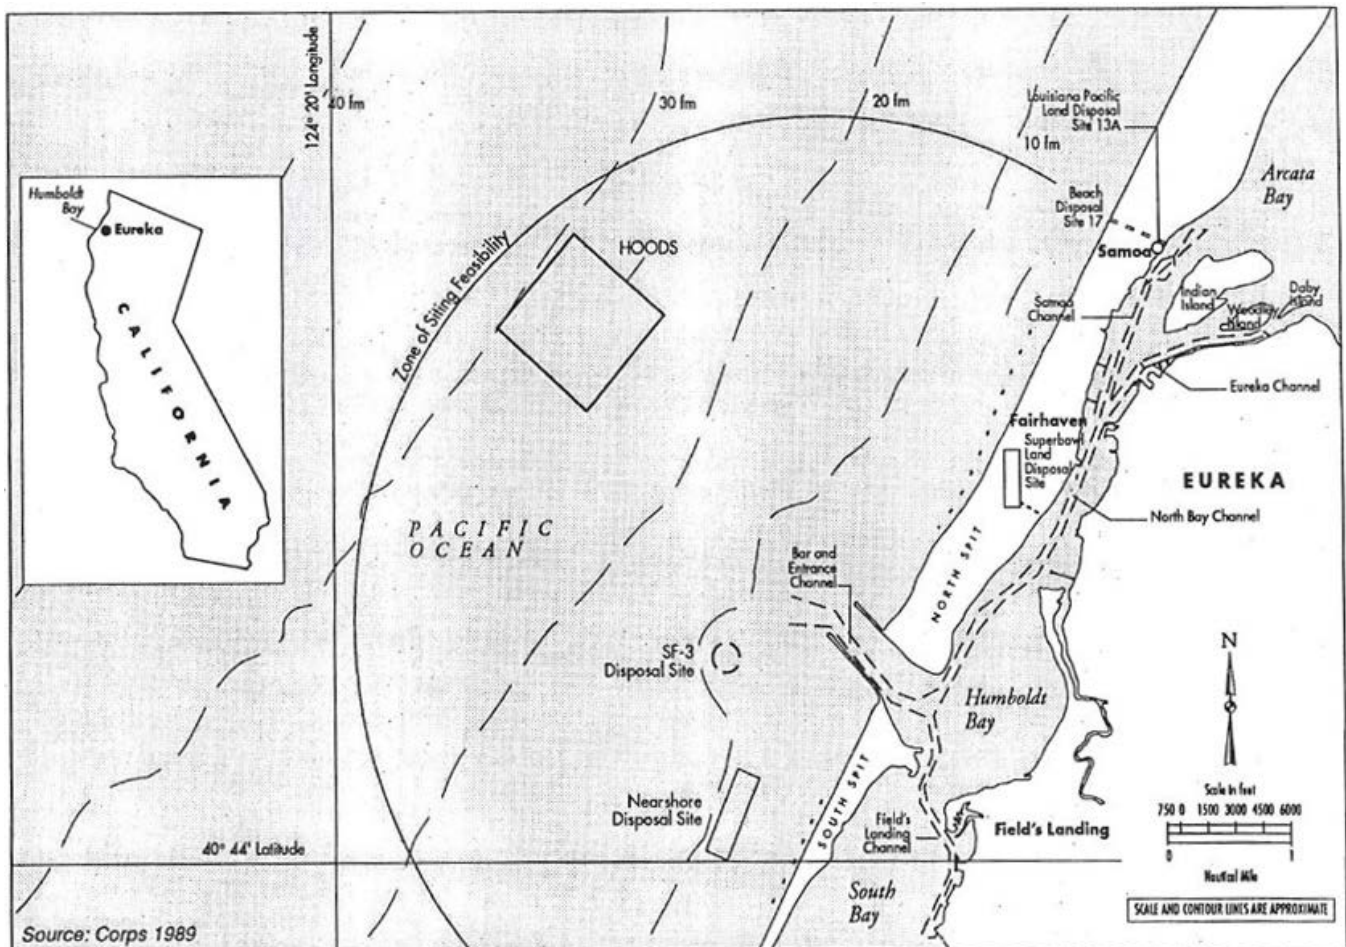 124° 20' Longitude
40 fm
30 fm
20 fm
10 fm
Louisiana Pacific
Land Disposal
Site 13A
Arcata
Bay
Beach
Disposal
Site 17
Samoa
Humboldt
Bay
Eureka
CALIFORNIA
Zone of Siting Feasibility
HOODS
Samoa
Channel
Indian
Island
Woodley
Island
Daby
Island
Eureka Channel
Fairhaven
Superbowl
Land
Disposal
Site
EUREKA
North Bay Channel
PACIFIC
OCEAN
Bar and
Entrance
Channel
NORTH SPIT
SF-3
Disposal Site
Humboldt
Bay
N
Nearshore
Disposal Site
SOUTH SPIT
Field's
Landing
Channel
Field's Landing
Scale in feet
750 0 1500 3000 4500 6000
0 1
Nautical Mile
40° 44' Latitude
South
Bay
SCALE AND CONTOUR LINES ARE APPROXIMATE
Source: Corps 1989